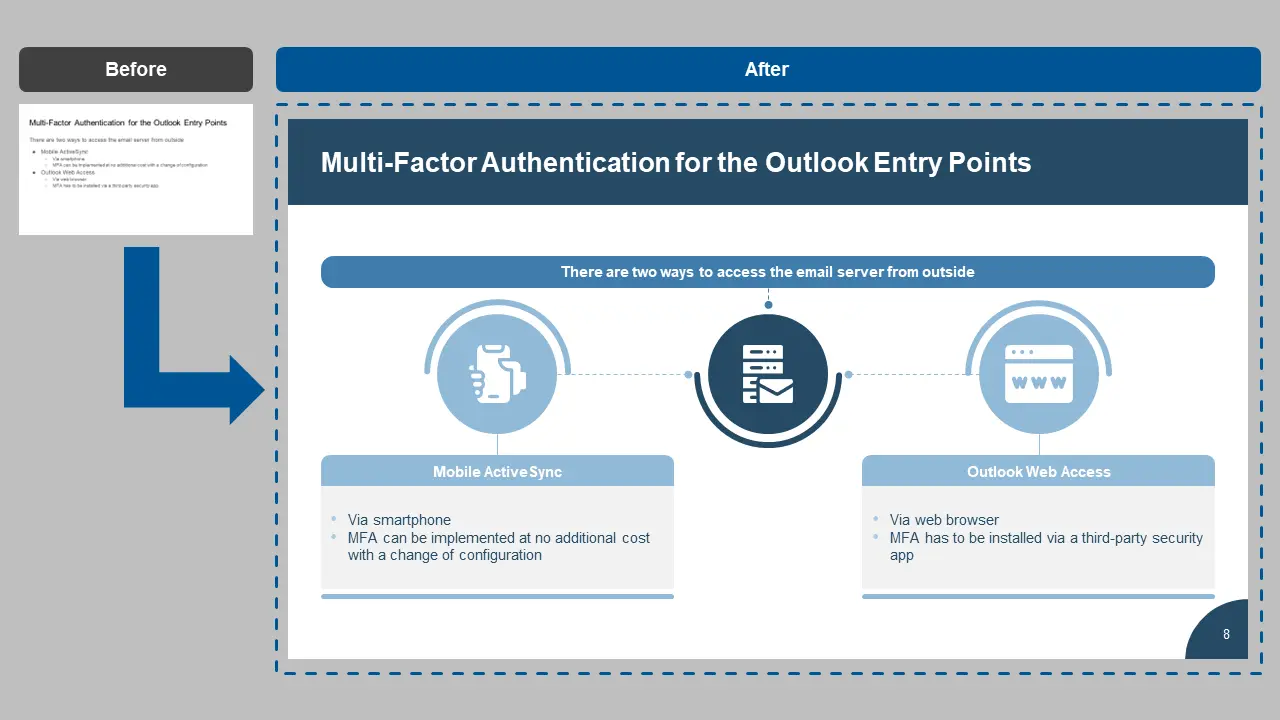 Before
After
Multi-Factor Authentication for the Outlook Entry Points
There are two ways to access the email server from outside
• Mobile ActiveSync
◦ Via smartphone
◦ MFA can be implemented at no additional cost with a change of configuration
• Outlook Web Access
◦ Via web browser
◦ MFA has to be installed via a third-party security app
Multi-Factor Authentication for the Outlook Entry Points
There are two ways to access the email server from outside
WWW
Mobile ActiveSync
• Via smartphone
• MFA can be implemented at no additional cost
with a change of configuration
Outlook Web Access
• Via web browser
• MFA has to be installed via a third-party security
app
8